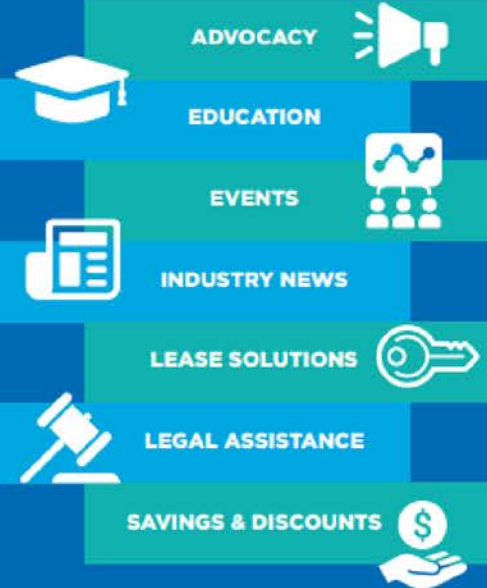 ADVOCACY
EDUCATION
EVENTS
INDUSTRY NEWS
LEASE SOLUTIONS
LEGAL ASSISTANCE
SAVINGS & DISCOUNTS
$